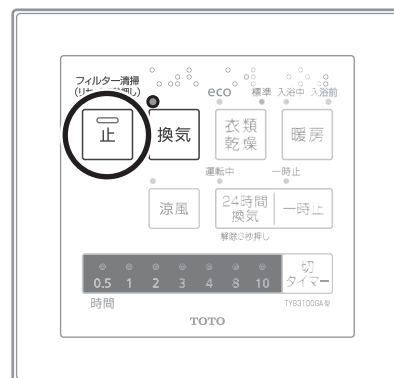 フィルター清掃
eco 標準 入浴中 入浴前
止
換気
衣類
乾燥
暖房
運転中 一時止
涼風
24時間
換気
一時止
解除3秒押し
0.5 1 2 3 4 8 10
切
タイマー
時間
TYB3100GA型
TOTO